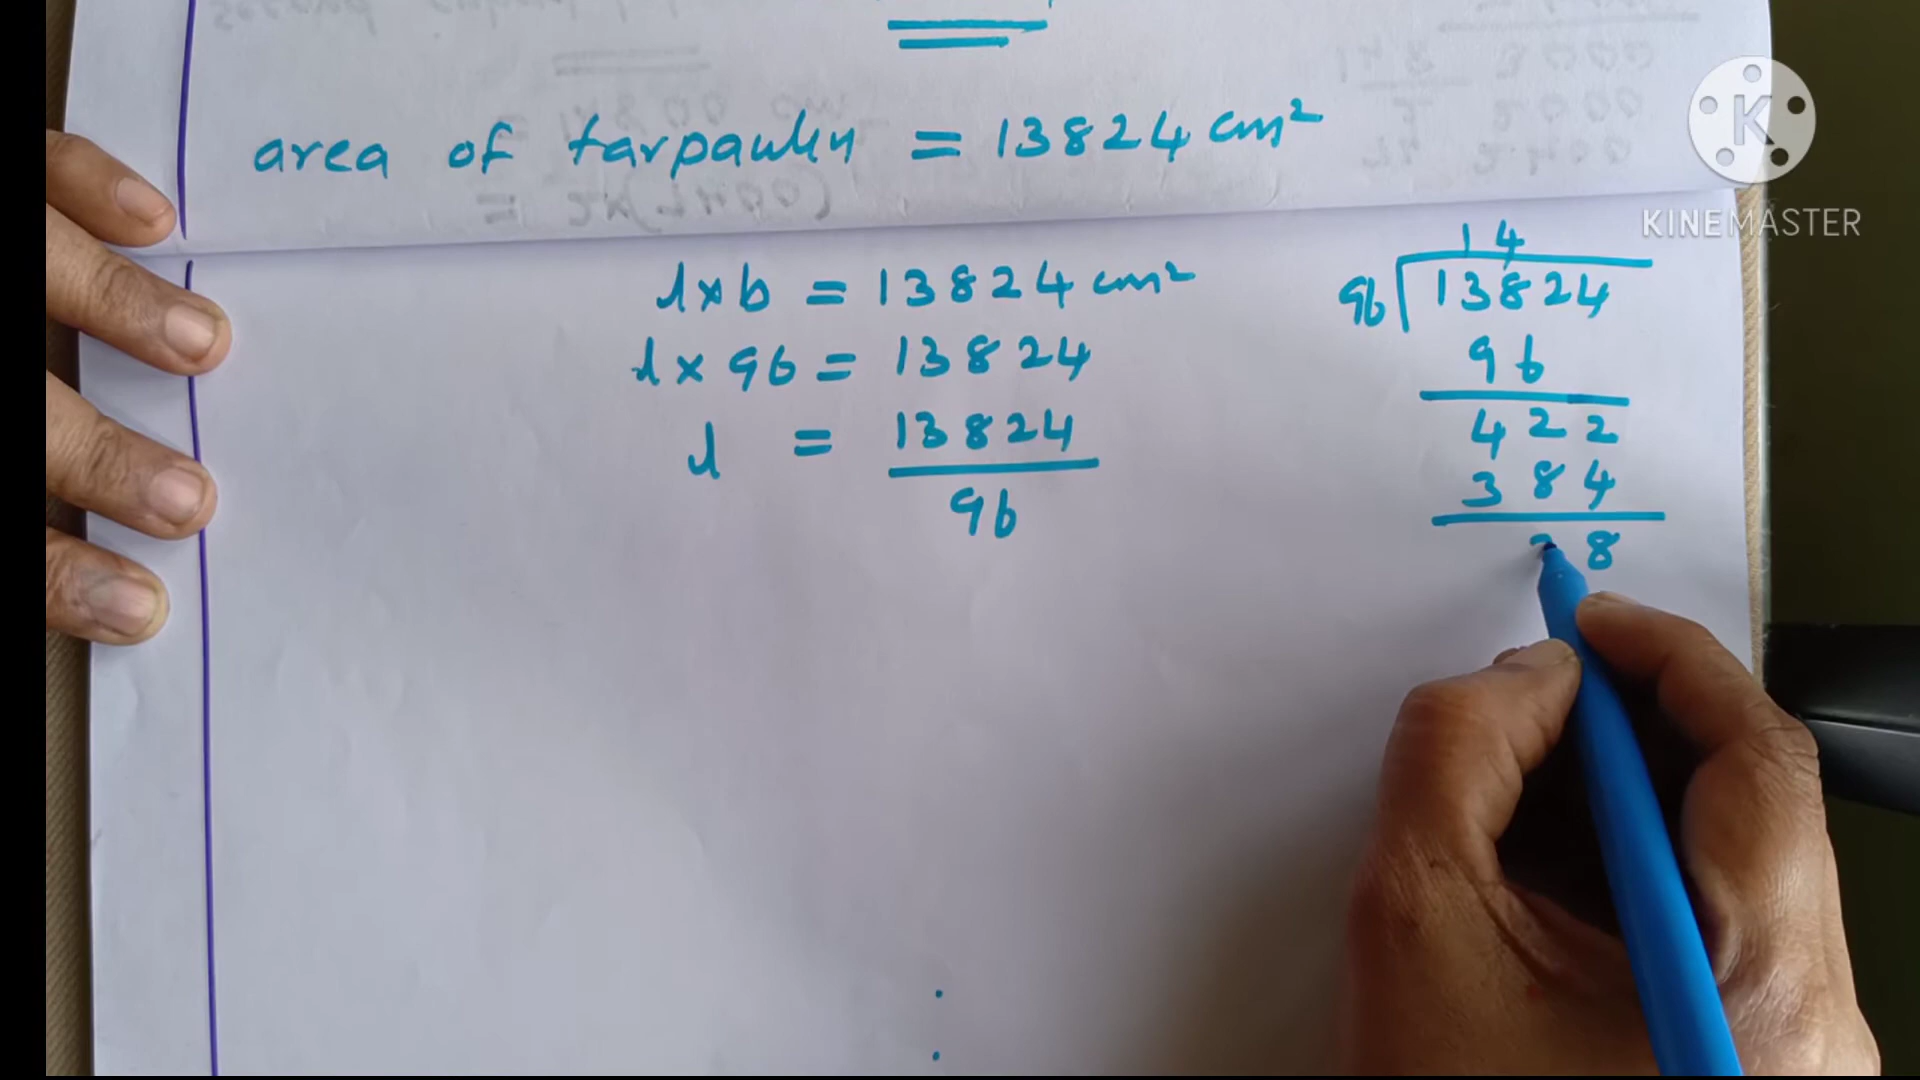 area of tarpaulin = 13824 cm²
KINEMASTER
l × b = 13824 cm²
l × 96 = 13824
l = 13824
96
14
96 13824
96
422
384
8